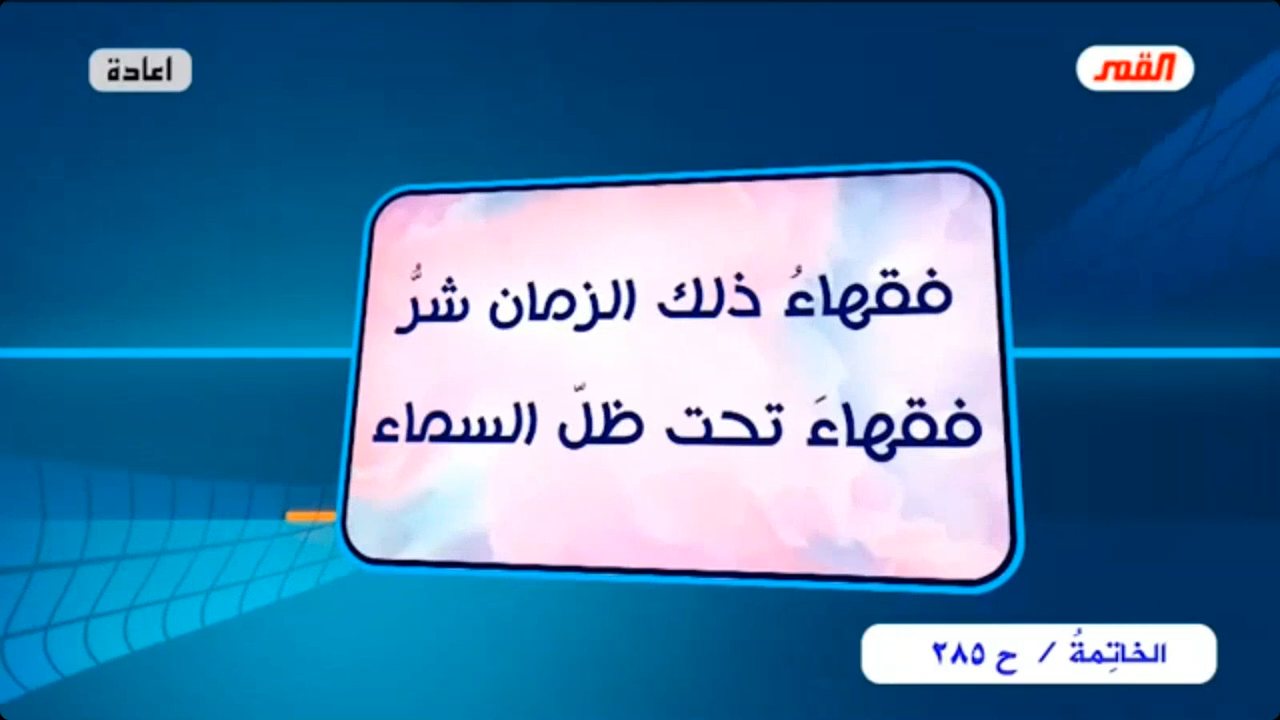 القمر
اعادة
فقهاءُ ذلك الزمان شرُّ
فقهاءَ تحت ظلّ السماء
الخاتِمةُ / ح ٢٨٥